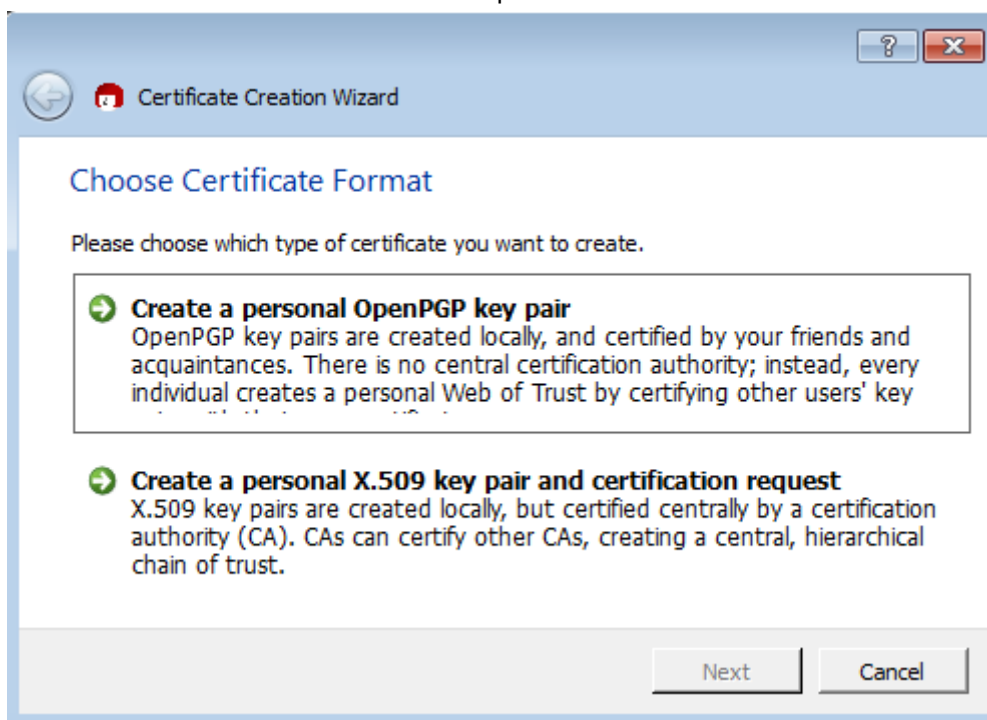 Certificate Creation Wizard
Choose Certificate Format
Please choose which type of certificate you want to create.
Create a personal OpenPGP key pair
OpenPGP key pairs are created locally, and certified by your friends and
acquaintances. There is no central certification authority; instead, every
individual creates a personal Web of Trust by certifying other users' key
Create a personal X.509 key pair and certification request
X.509 key pairs are created locally, but certified centrally by a certification
authority (CA). CAs can certify other CAs, creating a central, hierarchical
chain of trust.
Next
Cancel